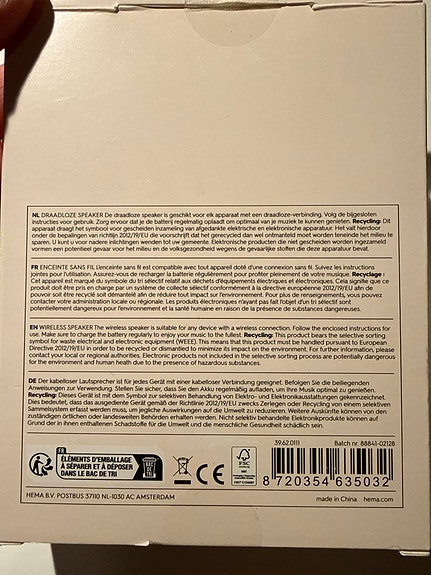 NL DRAADLOZE SPEAKER De draadloze speaker is geschikt voor elk apparaat met een draadloze-verbinding. Volg de bijgesloten
instructies voor gebruik. Zorg ervoor dat je de batterij regelmatig oplaadt om optimaal van je muziek te kunnen genieten. Recycling: Dit
apparaat draagt het symbool voor gescheiden inzameling van afgedankte elektrische en elektronische apparatuur. Het valt hierdoor
onder de bepalingen van richtlijn 2012/19/EU die voorschrijft dat het gerecycled dan wel ontmanteld moet worden teneinde het milieu te
sparen. U kunt u voor nadere inlichtingen wenden tot uw gemeente. Elektronische producten die niet gescheiden worden ingezameld
vormen een potentieel gevaar voor het milieu en de volksgezondheid wegens de gevaarlijke stoffen die deze apparatuur bevat.
FR ENCEINTE SANS FIL L'enceinte sans fil est compatible avec tout appareil doté d'une connexion sans fil. Suivez les instructions
jointes pour l'utilisation. Assurez-vous de recharger la batterie régulièrement pour profiter pleinement de votre musique. Recyclage :
Cet appareil est marqué du symbole du tri sélectif relatif aux déchets d'équipements électriques et électroniques. Cela signifie que ce
produit doit être pris en charge par un système de collecte sélectif conformément à la directive européenne 2012/19/EU afin de
pouvoir soit être recyclé soit démantelé afin de réduire tout impact sur l'environnement. Pour plus de renseignements, vous pouvez
contacter votre administration locale ou régionale. Les produits électroniques n'ayant pas fait l'objet d'un tri sélectif sont
potentiellement dangereux pour l'environnement et la santé humaine en raison de la présence de substances dangereuses.
EN WIRELESS SPEAKER The wireless speaker is suitable for any device with a wireless connection. Follow the enclosed instructions for
use. Make sure to charge the battery regularly to enjoy your music to the fullest. Recycling: This product bears the selective sorting
symbol for waste electrical and electronic equipment (WEEE). This means that this product must be handled pursuant to European
Directive 2012/19/EU in order to be recycled or dismantled to minimize its impact on the environment. For further information, please
contact your local or regional authorities. Electronic products not included in the selective sorting process are potentially dangerous
for the environment and human health due to the presence of hazardous substances.
DE Der kabelloser Lautsprecher ist für jedes Gerät mit einer kabelloser Verbindung geeignet. Befolgen Sie die beiliegenden
Anweisungen zur Verwendung. Stellen Sie sicher, dass Sie den Akku regelmäßig aufladen, um Ihre Musik optimal zu genießen.
Recycling: Dieses Gerät ist mit dem Symbol zur selektiven Behandlung von Elektro- und Elektronikausstattungen gekennzeichnet.
Dies bedeutet, dass das ausgediente Gerät gemäß der Richtlinie 2012/19/EU zwecks Zerlegen oder Recycling von einem selektiven
Sammelsystem erfasst werden muss, um jegliche Auswirkungen auf die Umwelt zu reduzieren. Weitere Auskünfte können von den
zuständigen örtlichen oder landesweiten Behörden erhalten werden. Nicht selektiv behandelte Elektronikprodukte können auf
Grund der in ihnen enthaltenen Schadstoffe für die Umwelt und die menschliche Gesundheit schädlich sein.
39.62.0111 Batch nr. 88841-02128
FR
ÉLÉMENTS D'EMBALLAGE
À SÉPARER ET À DÉPOSER
DANS LE BAC DE TRI
BAC DE TRI
CE
FSC
MIX
8 720354 635032
HEMA B.V. POSTBUS 37110 NL-1030 AC AMSTERDAM made in China hema.com